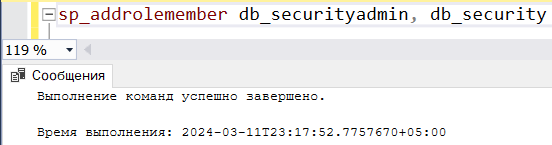 sp_addrolemember db_securityadmin, db_security
119 %
Сообщения
Выполнение команд успешно завершено.
Время выполнения: 2024-03-11T23:17:52.7757670+05:00